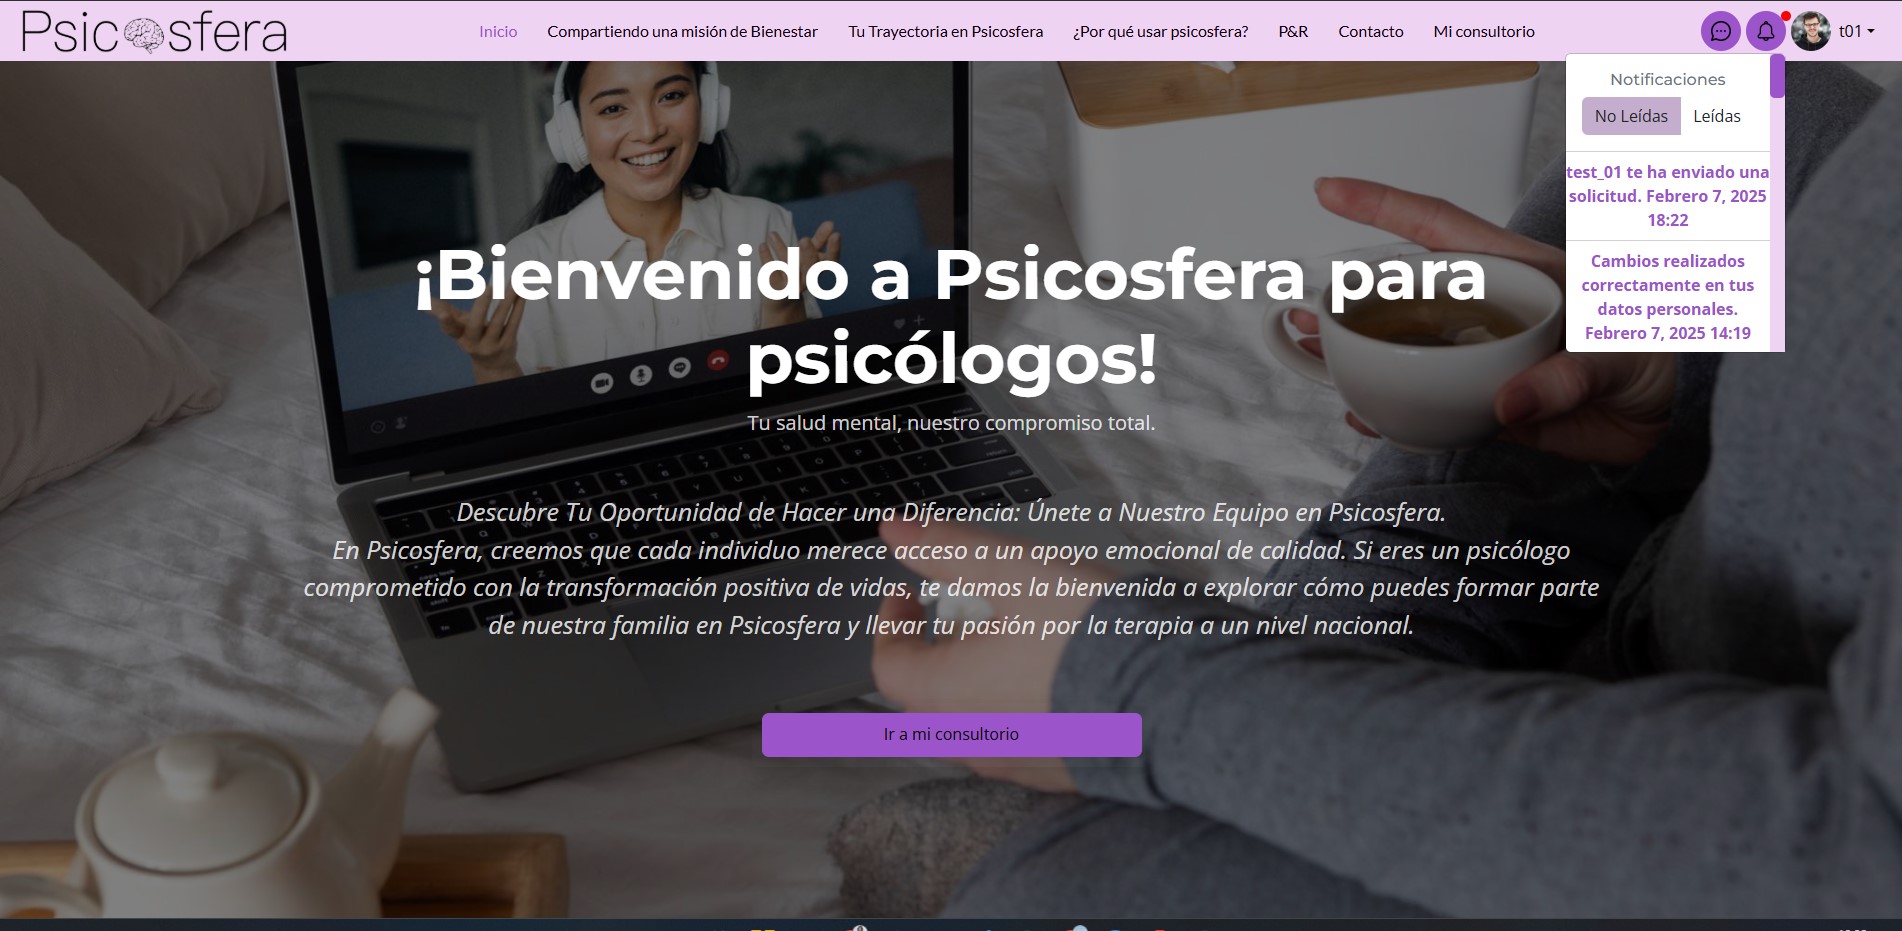 Psicosfera
Inicio
Compartiendo una misión de Bienestar
Tu Trayectoria en Psicosfera
¿Por qué usar psicosfera?
P&R
Contacto
Mi consultorio
t01
Notificaciones
No Leídas
Leídas
test_01 te ha enviado una
solicitud. Febrero 7, 2025
18:22
Cambios realizados
correctamente en tus
datos personales.
Febrero 7, 2025 14:19
¡Bienvenido a Psicosfera para
psicólogos!
Tu salud mental, nuestro compromiso total.
Descubre Tu Oportunidad de Hacer una Diferencia: Únete a Nuestro Equipo en Psicosfera.
En Psicosfera, creemos que cada individuo merece acceso a un apoyo emocional de calidad. Si eres un psicólogo
comprometido con la transformación positiva de vidas, te damos la bienvenida a explorar cómo puedes formar parte
de nuestra familia en Psicosfera y llevar tu pasión por la terapia a un nivel nacional.
Ir a mi consultorio